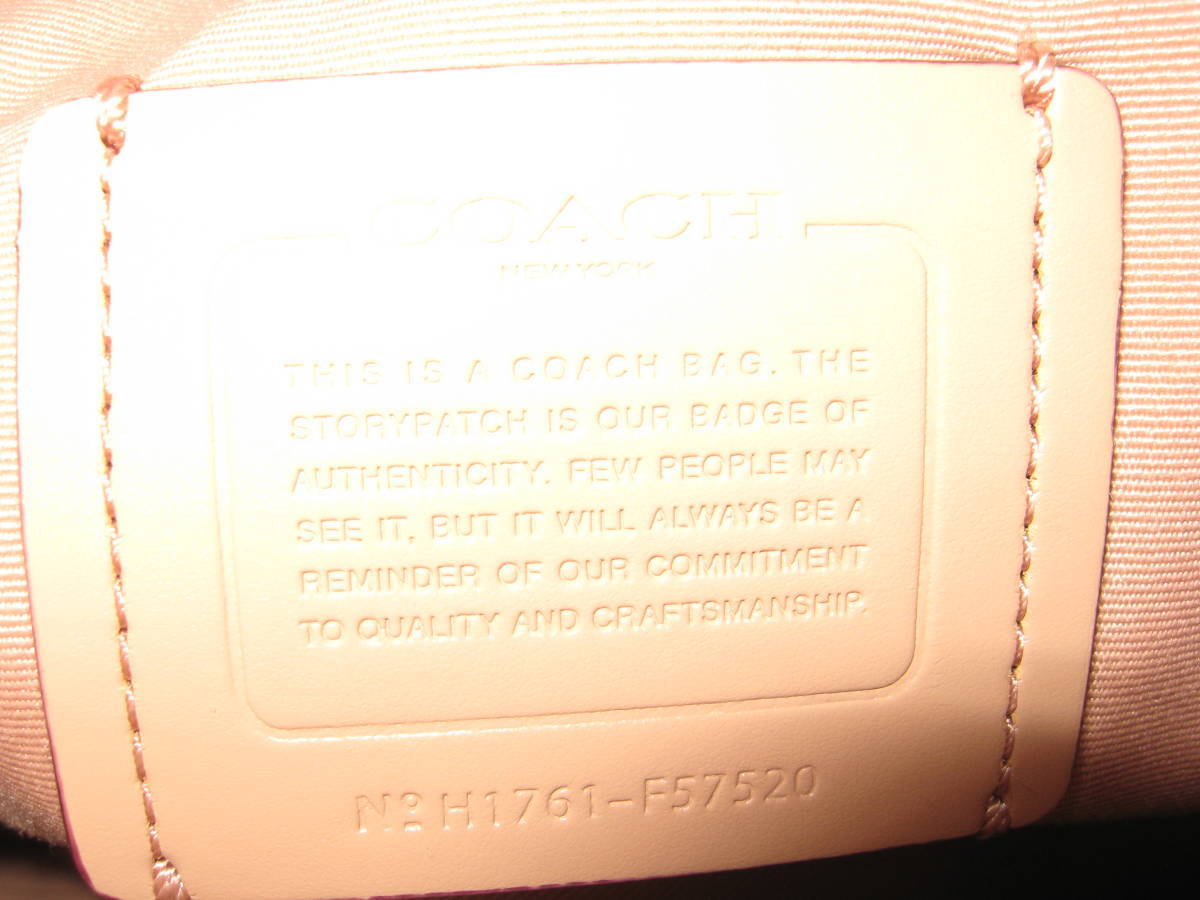 COACH
NEW YORK
THIS IS A COACH BAG. THE
STORYPATCH IS OUR BADGE OF
AUTHENTICITY. FEW PEOPLE MAY
SEE IT, BUT IT WILL ALWAYS BE A
REMINDER OF OUR COMMITMENT
TO QUALITY AND CRAFTSMANSHIP.
Nº H1761-F57520